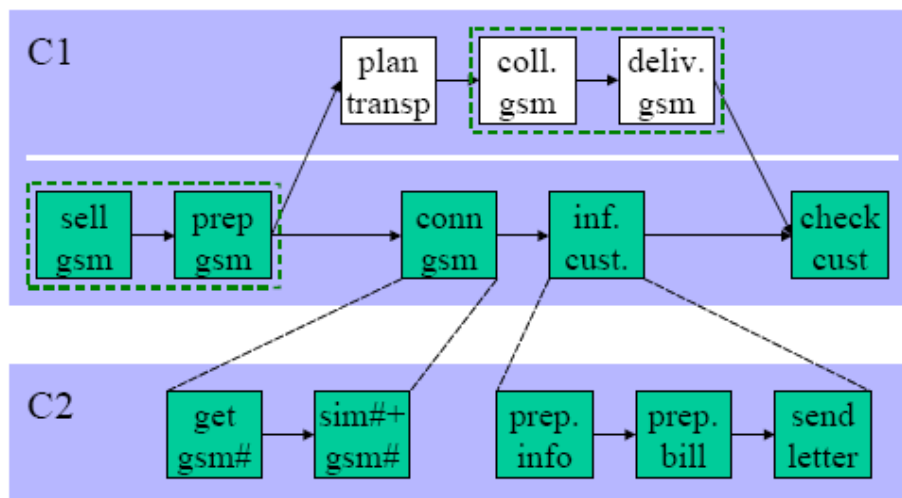 C1
plan
transp
coll.
gsm
deliv.
gsm
sell
gsm
prep
gsm
conn
gsm
inf.
cust.
check
cust
C2
get
gsm#
sim#+
gsm#
prep.
info
prep.
bill
send
letter